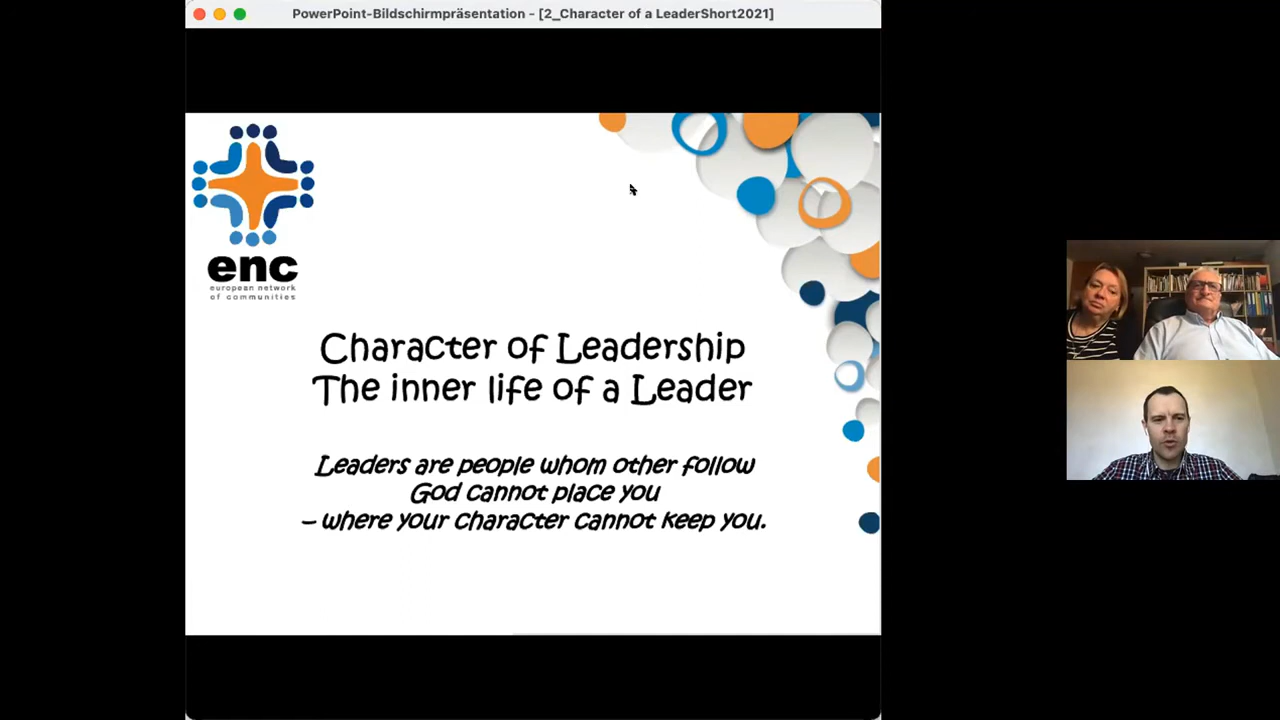 PowerPoint-Bildschirmpräsentation - [2_Character of a LeaderShort2021]
enc
european network
of communities
Character of Leadership
The inner life of a Leader
Leaders are people whom other follow
God cannot place you
– where your character cannot keep you.